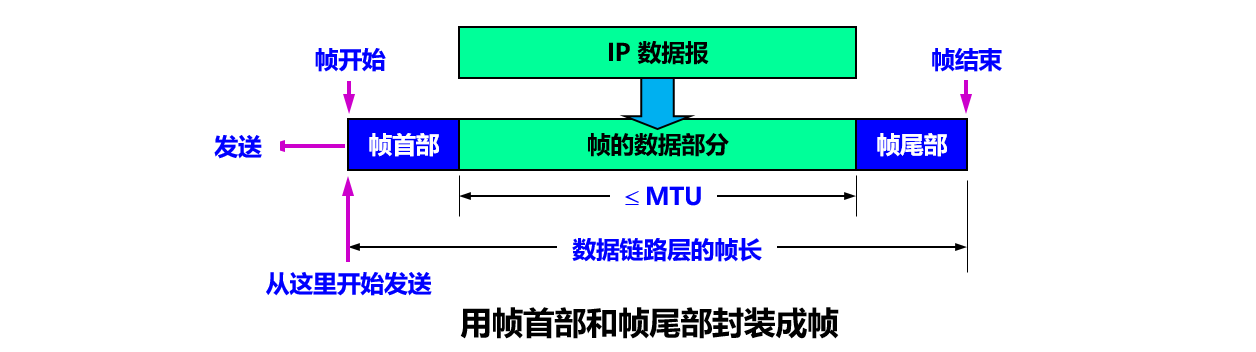 IP 数据报
帧开始
帧结束
发送
帧首部
帧的数据部分
帧尾部
≤ MTU
数据链路层的帧长
从这里开始发送
用帧首部和帧尾部封装成帧